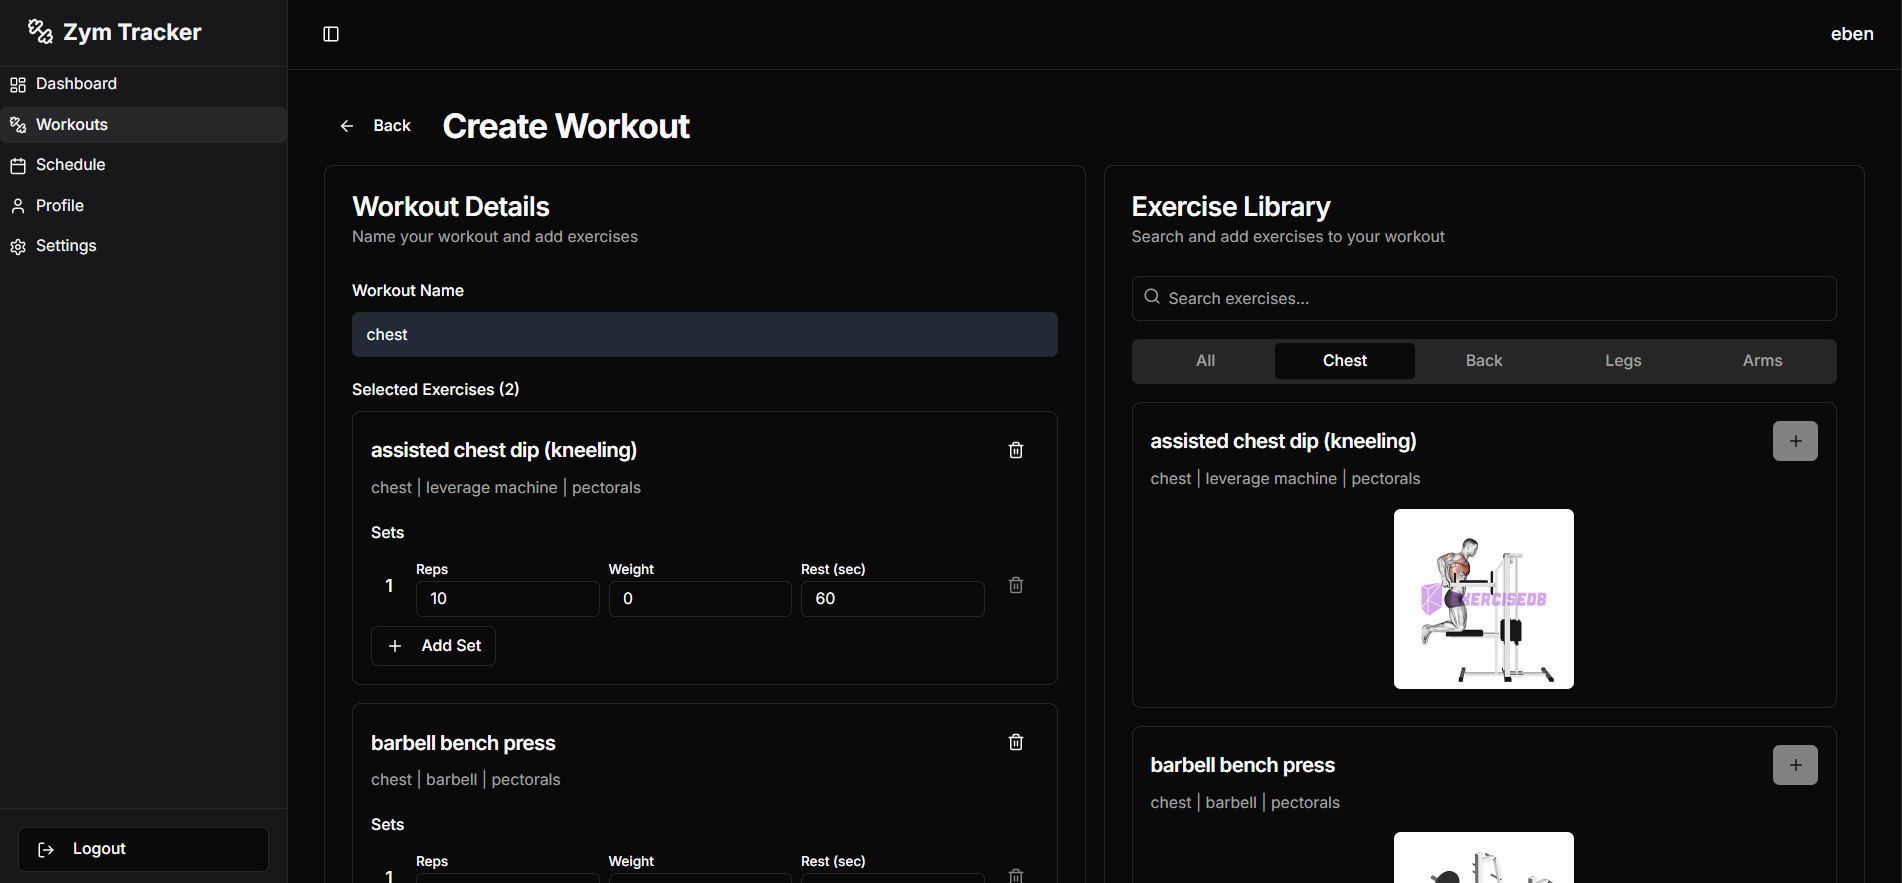 Zym Tracker
Dashboard
Workouts
Schedule
Profile
Settings
Logout
eben
Back
Create Workout
Workout Details
Name your workout and add exercises
Workout Name
chest
Selected Exercises (2)
assisted chest dip (kneeling)
chest | leverage machine | pectorals
Sets
Reps Weight Rest (sec)
1 10 0 60
+ Add Set
barbell bench press
chest | barbell | pectorals
Sets
Reps Weight Rest (sec)
1
Exercise Library
Search and add exercises to your workout
Search exercises...
All Chest Back Legs Arms
assisted chest dip (kneeling)
chest | leverage machine | pectorals
EXERCISEDB
barbell bench press
chest | barbell | pectorals